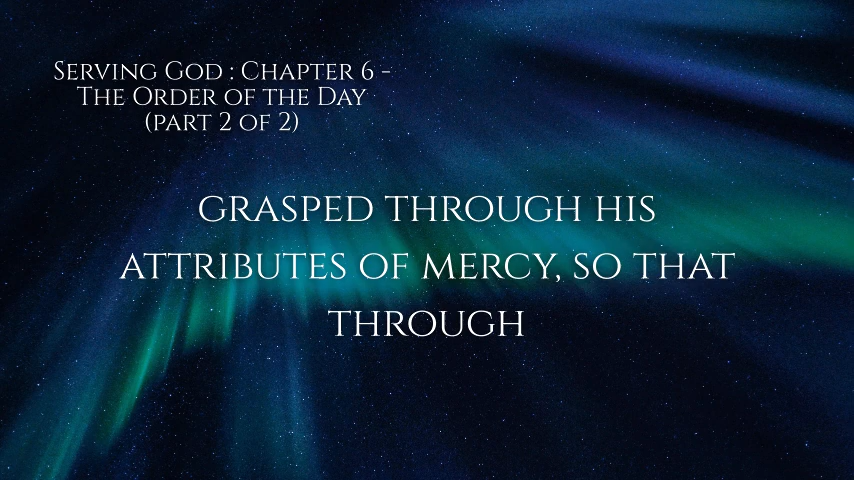 Serving God : Chapter 6 -
The Order of the Day
(part 2 of 2)
grasped through His
attributes of mercy, so that
through